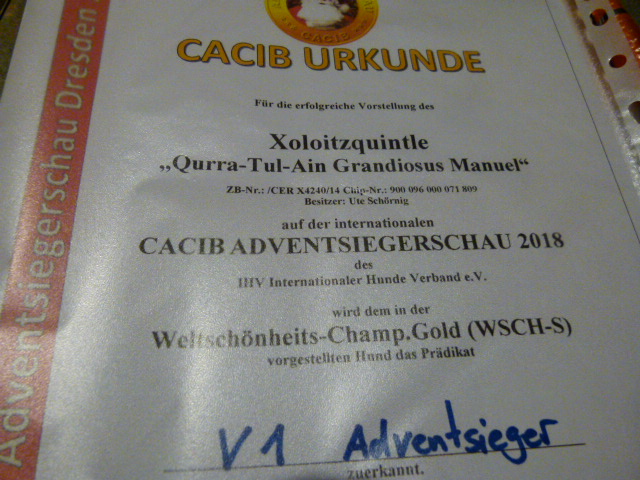 CACIB
CACIB URKUNDE
Adventsiegerschau Dresden
Für die erfolgreiche Vorstellung des
Xoloitzquintle
„Qurra-Tul-Ain Grandiosus Manuel“
ZB-Nr.: /CER X4240/14 Chip-Nr.: 900 096 000 071 809
Besitzer: Ute Schörnig
auf der internationalen
CACIB ADVENTSIEGERSCHAU 2018
des
IHV Internationaler Hunde Verband e.V.
wird dem in der
Weltschönheits-Champ.Gold (WSCH-S)
vorgestellten Hund das Prädikat
V1 Adventsieger
zuerkannt.